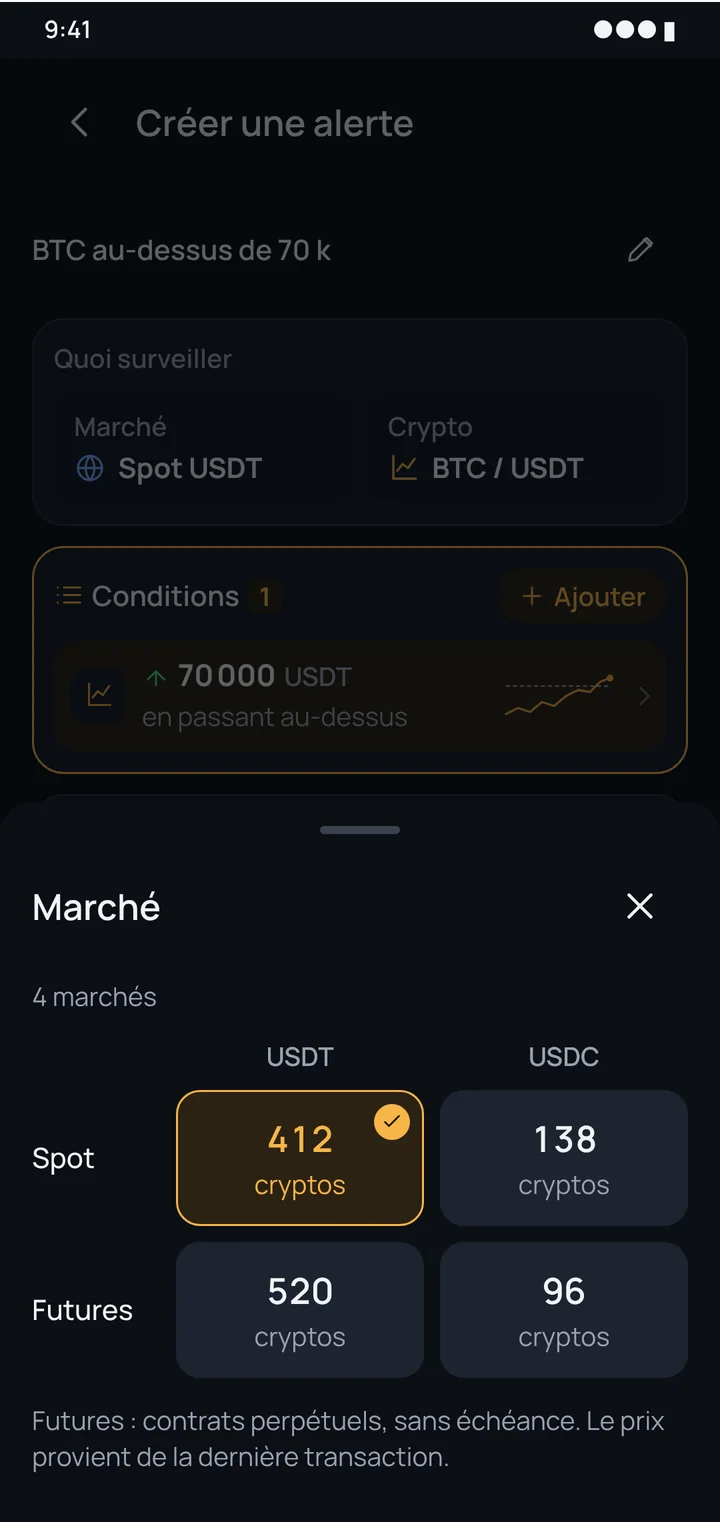 9:41
Créer une alerte
BTC au-dessus de 70 k
Quoi surveiller
Marché
Crypto
Spot USDT
BTC / USDT
Conditions 1
+ Ajouter
70 000 USDT
en passant au-dessus
Marché
4 marchés
USDT
USDC
Spot
412
cryptos
138
cryptos
Futures
520
cryptos
96
cryptos
Futures : contrats perpétuels, sans échéance. Le prix
provient de la dernière transaction.